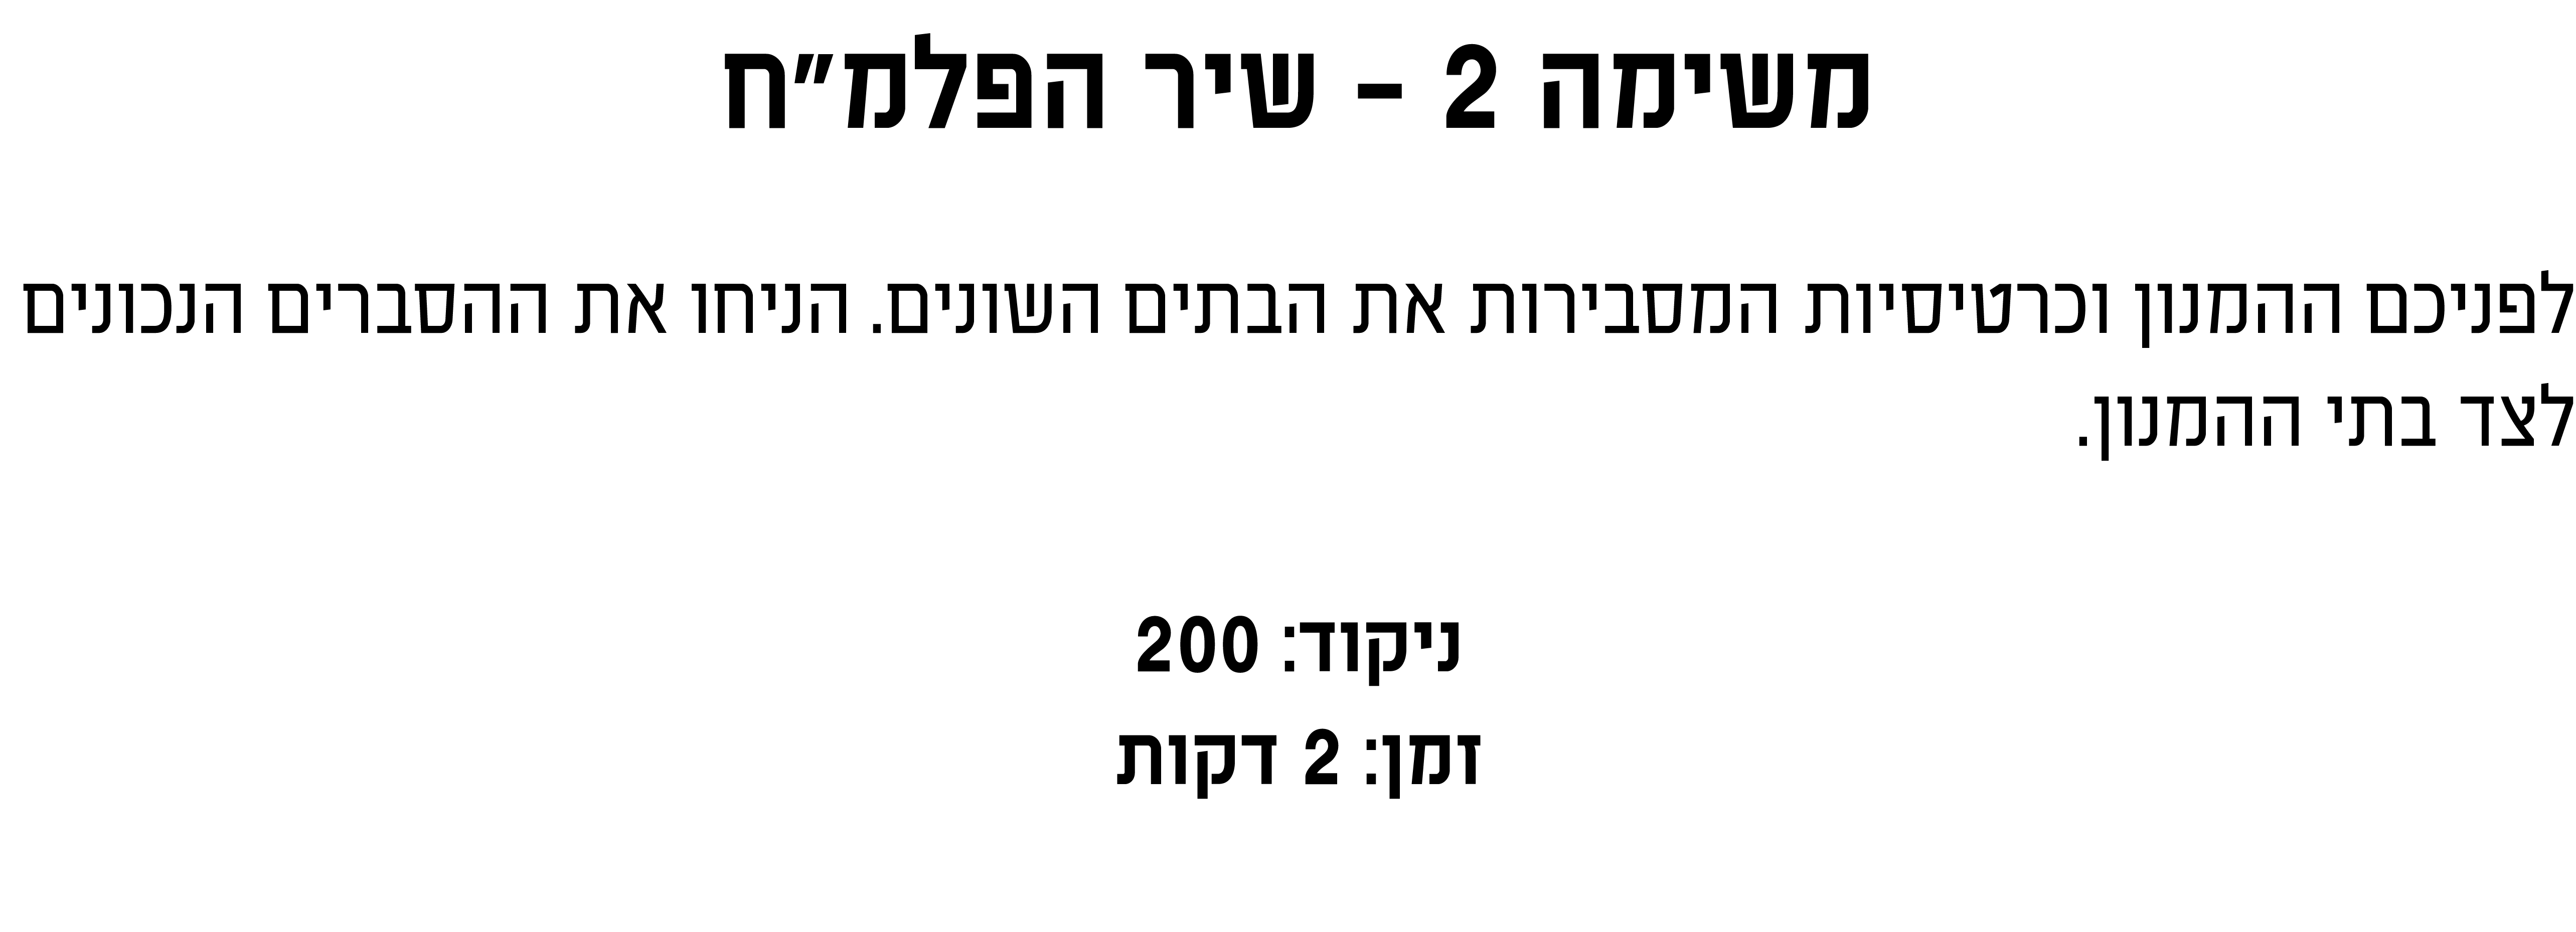 משימה 2 - שיר הפלמ״ח
לפניכם ההמנון וכרטיסיות המסבירות את הבתים השונים. הניחו את ההסברים הנכונים
לצד בתי ההמנון.
ניקוד: 200
זמן: 2 דקות